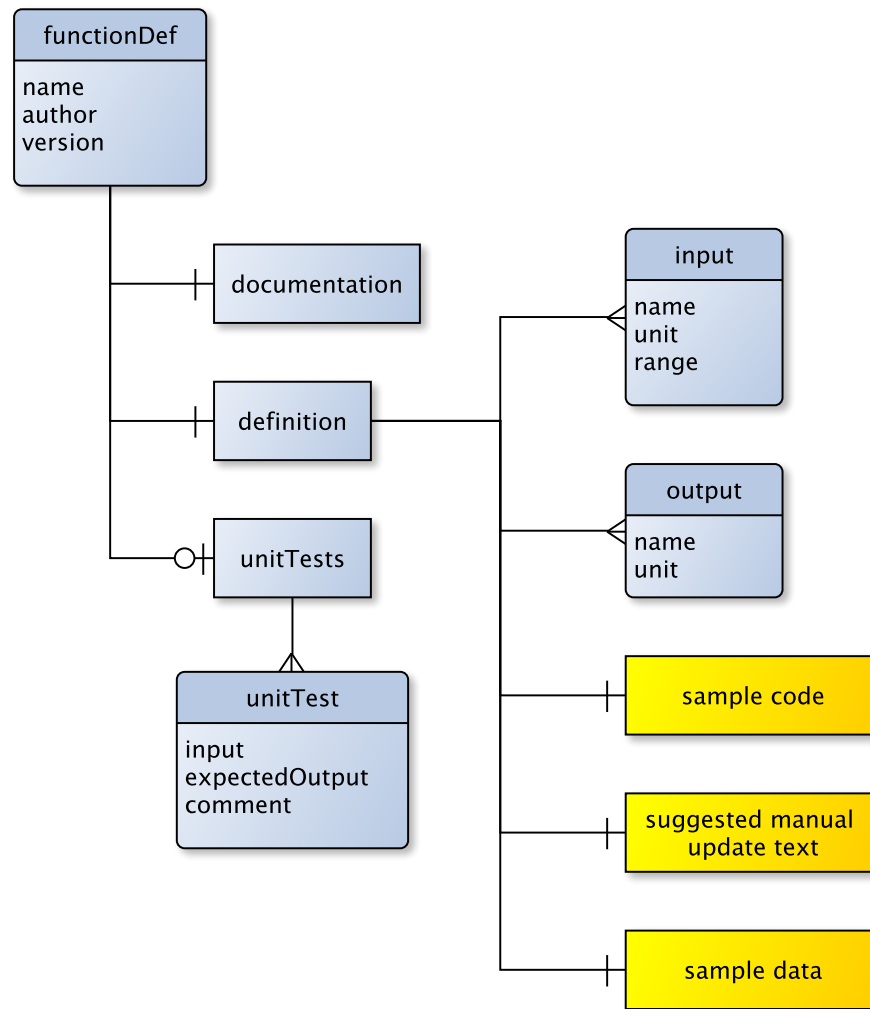 functionDef
name
author
version
documentation
definition
unitTests
unitTest
input
expectedOutput
comment
input
name
unit
range
output
name
unit
sample code
suggested manual
update text
sample data